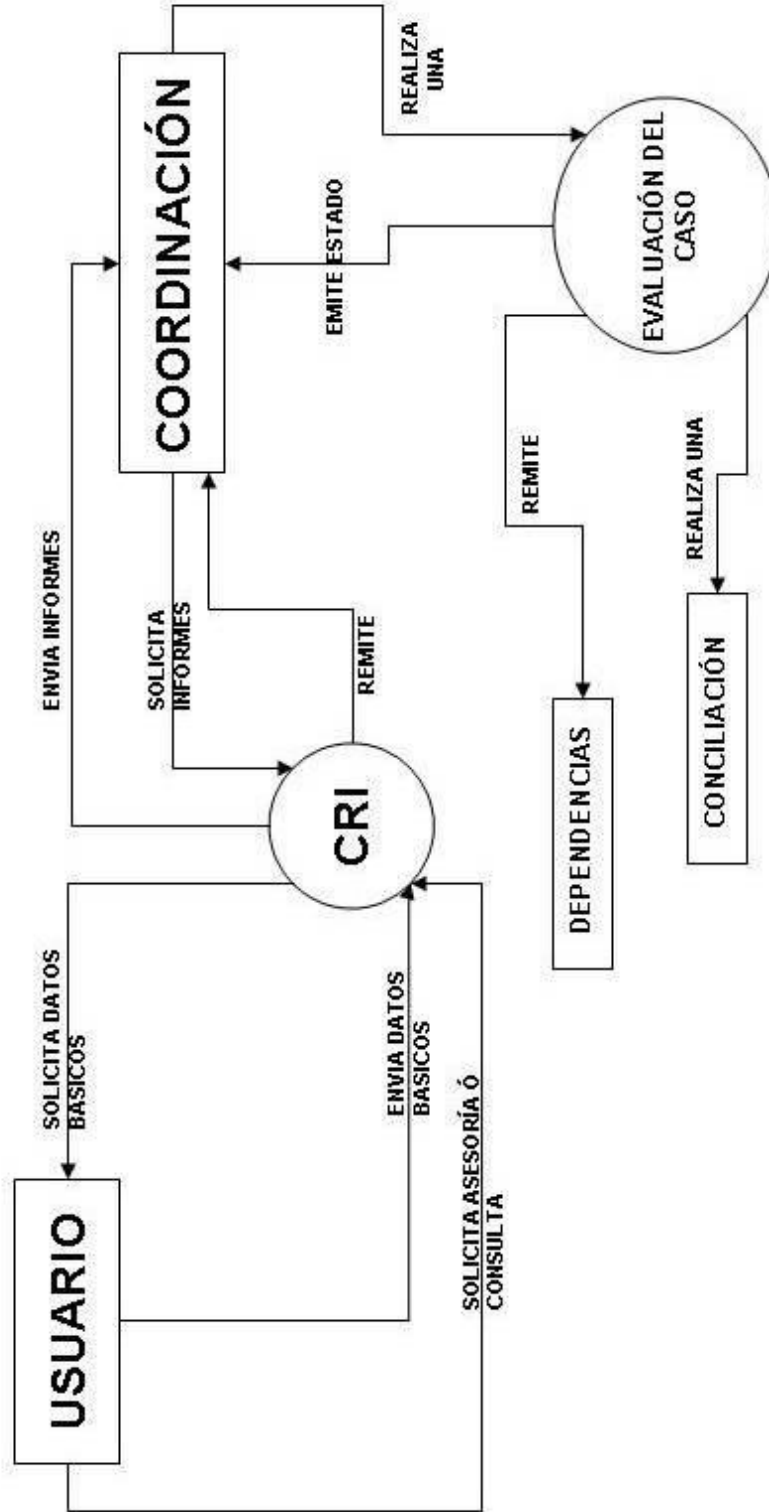 USUARIO
SOLICITA DATOS
BASICOS
ENVIA DATOS
BASICOS
SOLICITA ASESORÍA Ó
CONSULTA
CRI
ENVIA INFORMES
SOLICITA
INFORMES
REMITE
COORDINACIÓN
REALIZA
UNA
EMITE ESTADO
EVALUACIÓN DEL
CASO
REMITE
DEPENDENCIAS
REALIZA UNA
CONCILIACIÓN